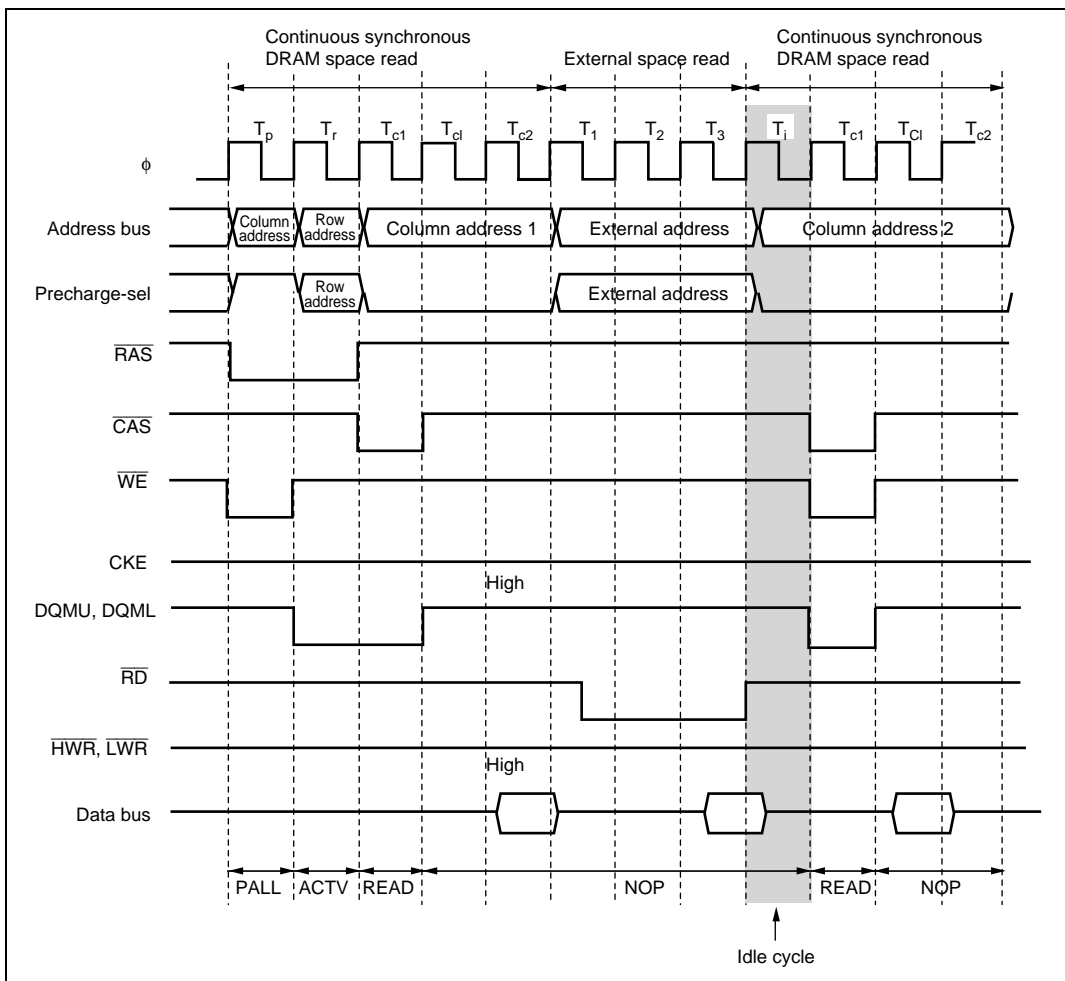 Continuous synchronous
DRAM space read
External space read
Continuous synchronous
DRAM space read
Tp Tr Tc1 Tcl Tc2 T1 T2 T3 Ti Tc1 TCl Tc2
ϕ
Address bus
Column
address
Row
address
Column address 1
External address
Column address 2
Precharge-sel
Row
address
External address
RAS
CAS
WE
CKE
High
DQMU, DQML
RD
HWR, LWR
High
Data bus
PALL ACTV READ NOP READ NOP
Idle cycle